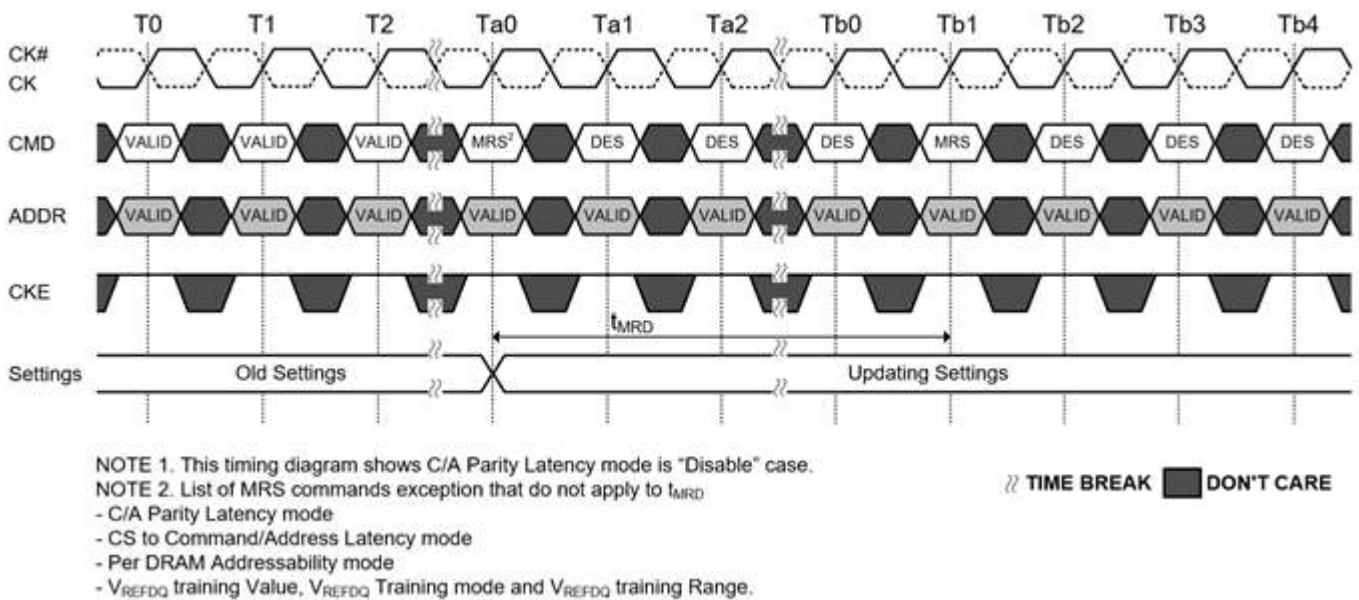 T0 T1 T2 Ta0 Ta1 Ta2 Tb0 Tb1 Tb2 Tb3 Tb4
CK#
CK
CMD VALID VALID VALID MRS² DES DES DES MRS DES DES DES
ADDR VALID VALID VALID VALID VALID VALID VALID VALID VALID VALID VALID
CKE
tMRD
Settings Old Settings Updating Settings
NOTE 1. This timing diagram shows C/A Parity Latency mode is “Disable” case.
NOTE 2. List of MRS commands exception that do not apply to tMRD
- C/A Parity Latency mode
- CS to Command/Address Latency mode
- Per DRAM Addressability mode
- VREFDQ training Value, VREFDQ Training mode and VREFDQ training Range.
TIME BREAK DON'T CARE